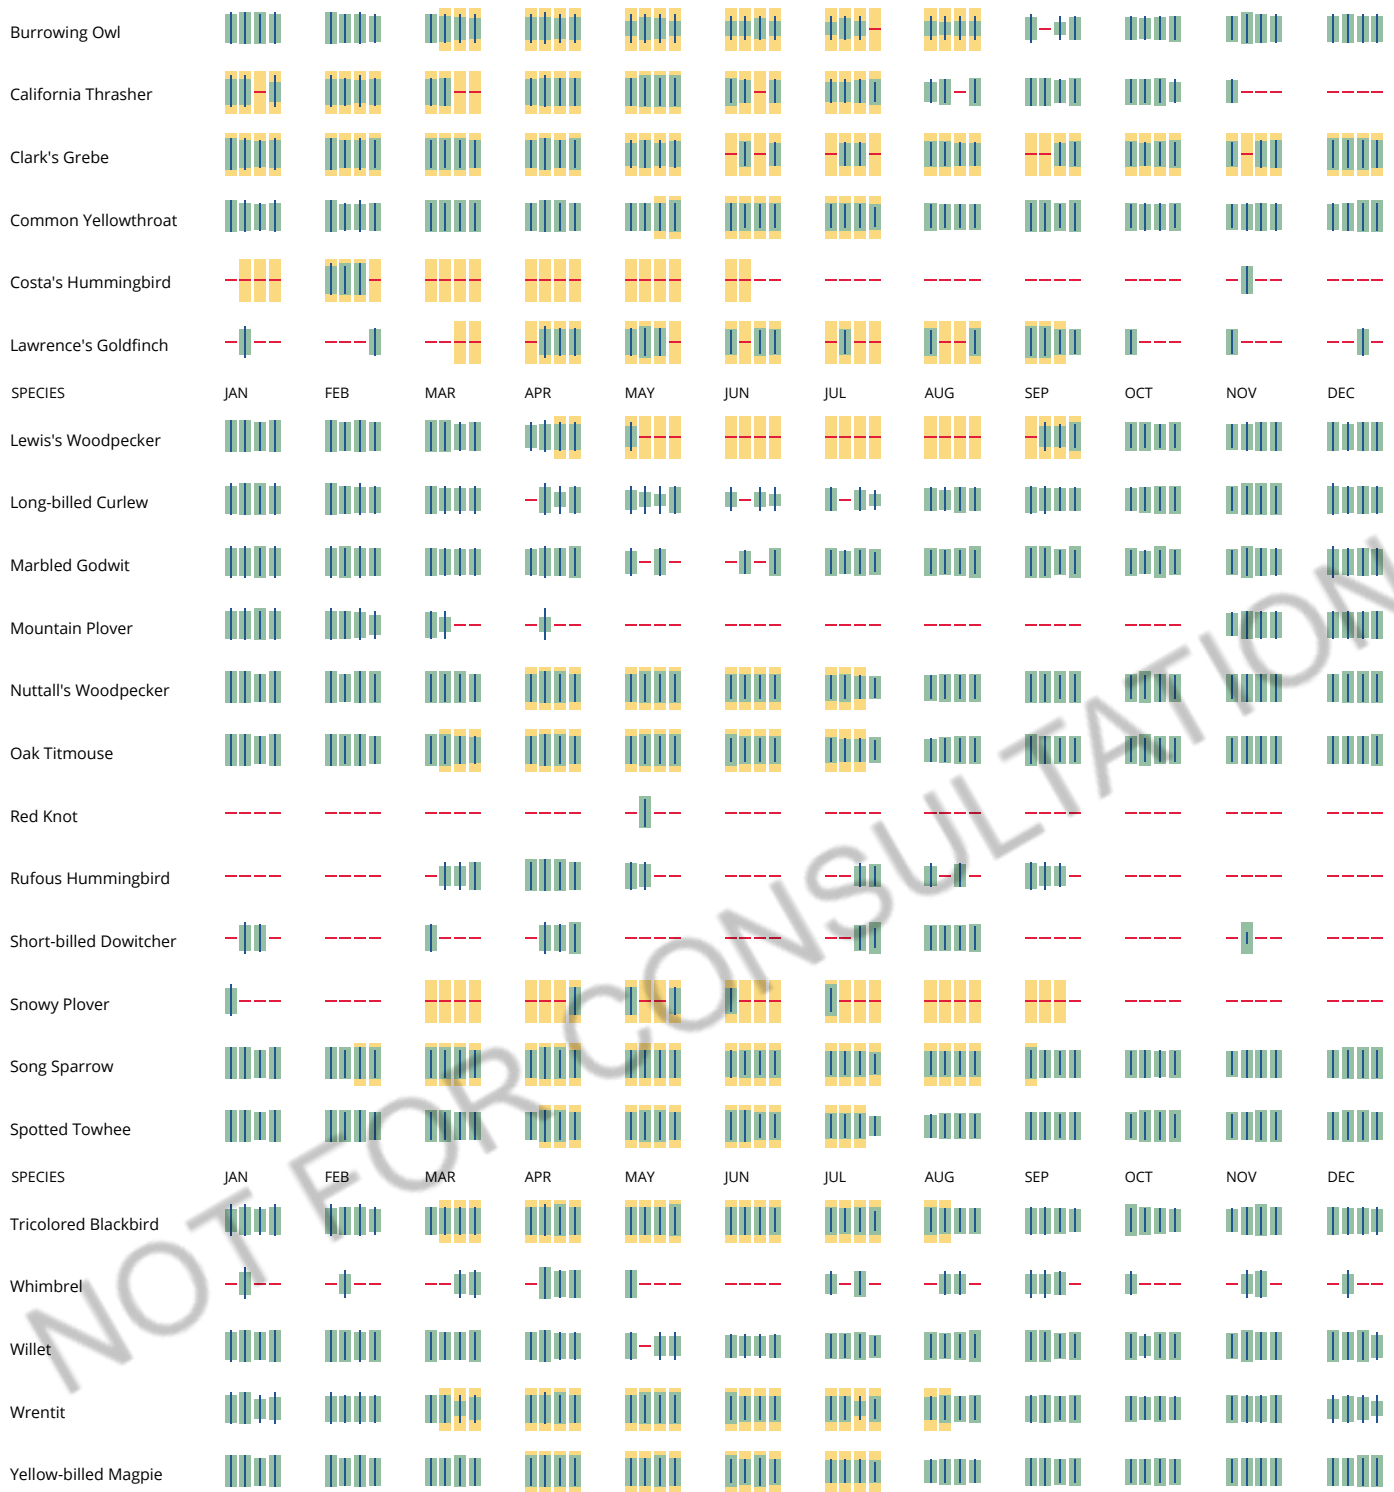 Burrowing Owl
California Thrasher
Clark's Grebe
Common Yellowthroat
Costa's Hummingbird
Lawrence's Goldfinch
SPECIES JAN FEB MAR APR MAY JUN JUL AUG SEP OCT NOV DEC
Lewis's Woodpecker
Long-billed Curlew
Marbled Godwit
Mountain Plover
Nuttall's Woodpecker
Oak Titmouse
Red Knot
Rufous Hummingbird
Short-billed Dowitcher
Snowy Plover
Song Sparrow
Spotted Towhee
SPECIES JAN FEB MAR APR MAY JUN JUL AUG SEP OCT NOV DEC
Tricolored Blackbird
Whimbrel
Willet
Wrentit
Yellow-billed Magpie
NOT FOR CONSULTATION